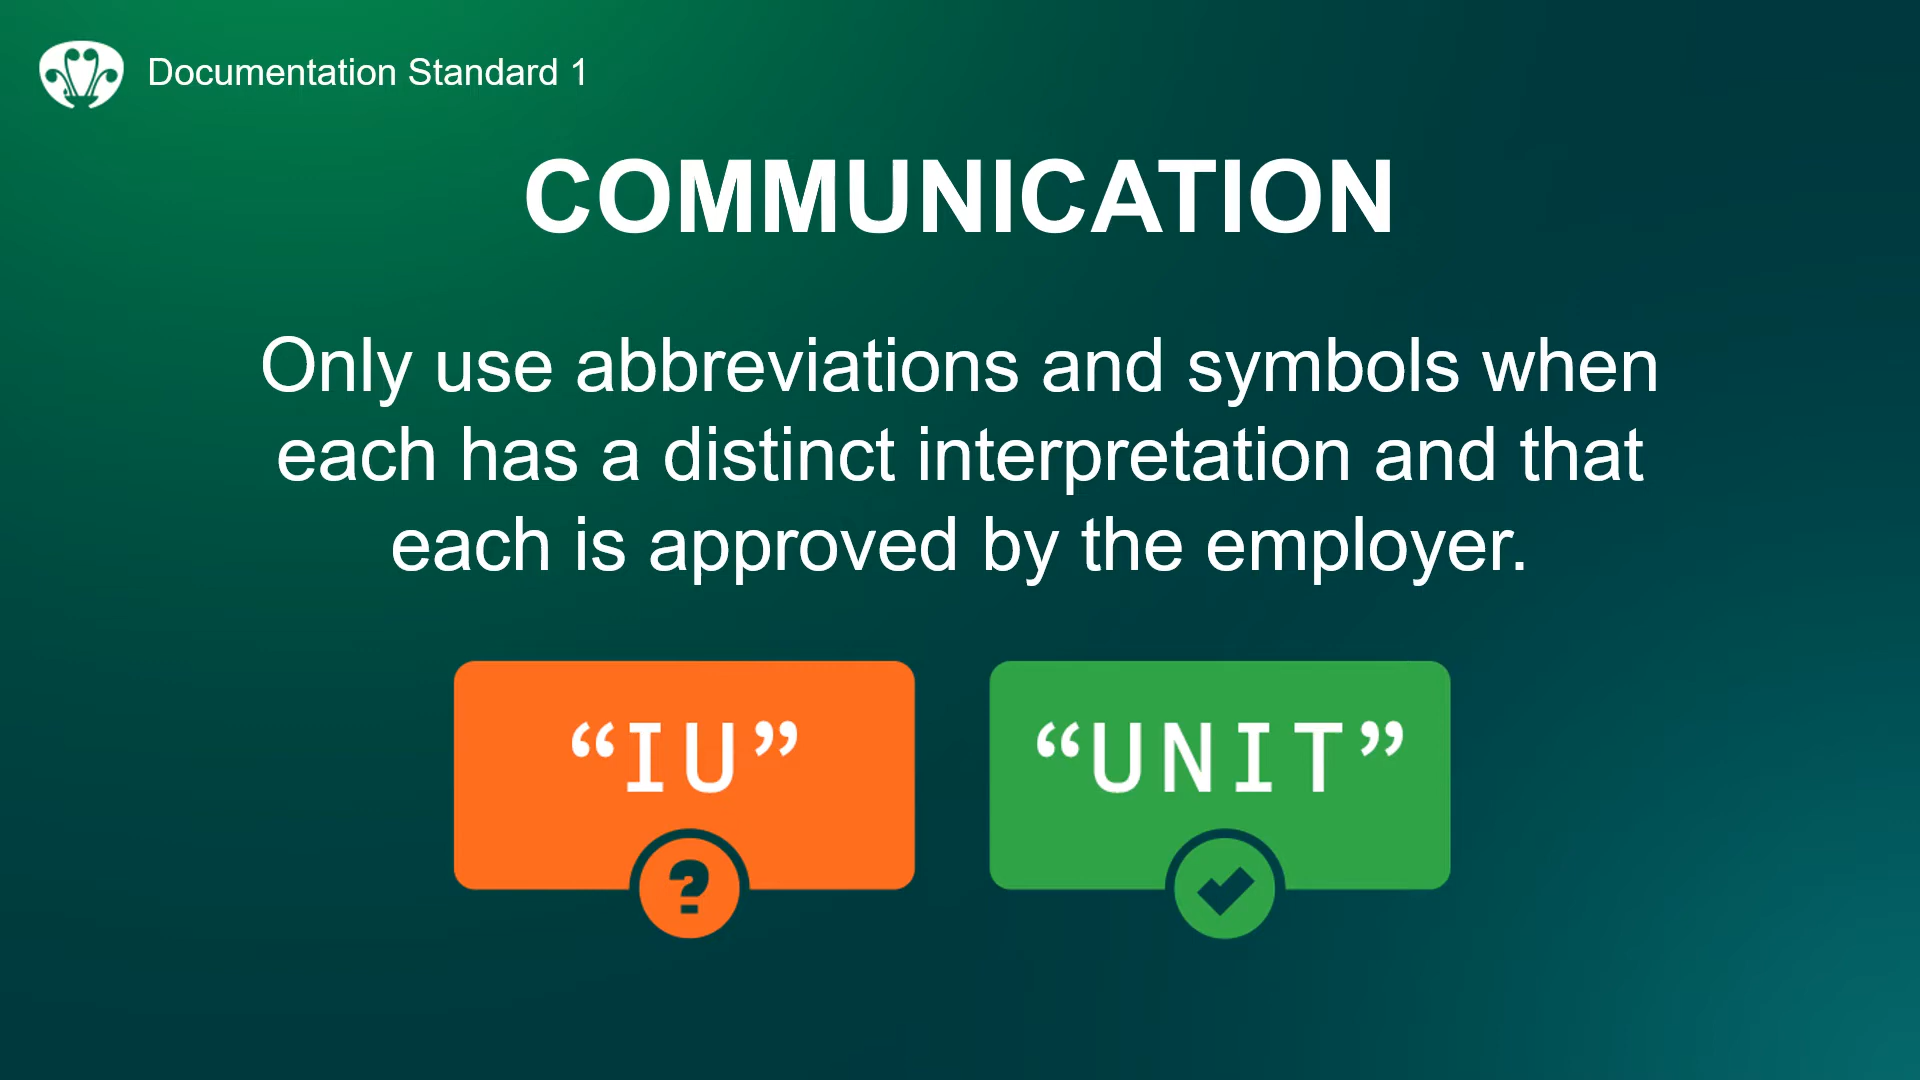 Documentation Standard 1
COMMUNICATION
Only use abbreviations and symbols when
each has a distinct interpretation and that
each is approved by the employer.
“IU”
“UNIT”
?